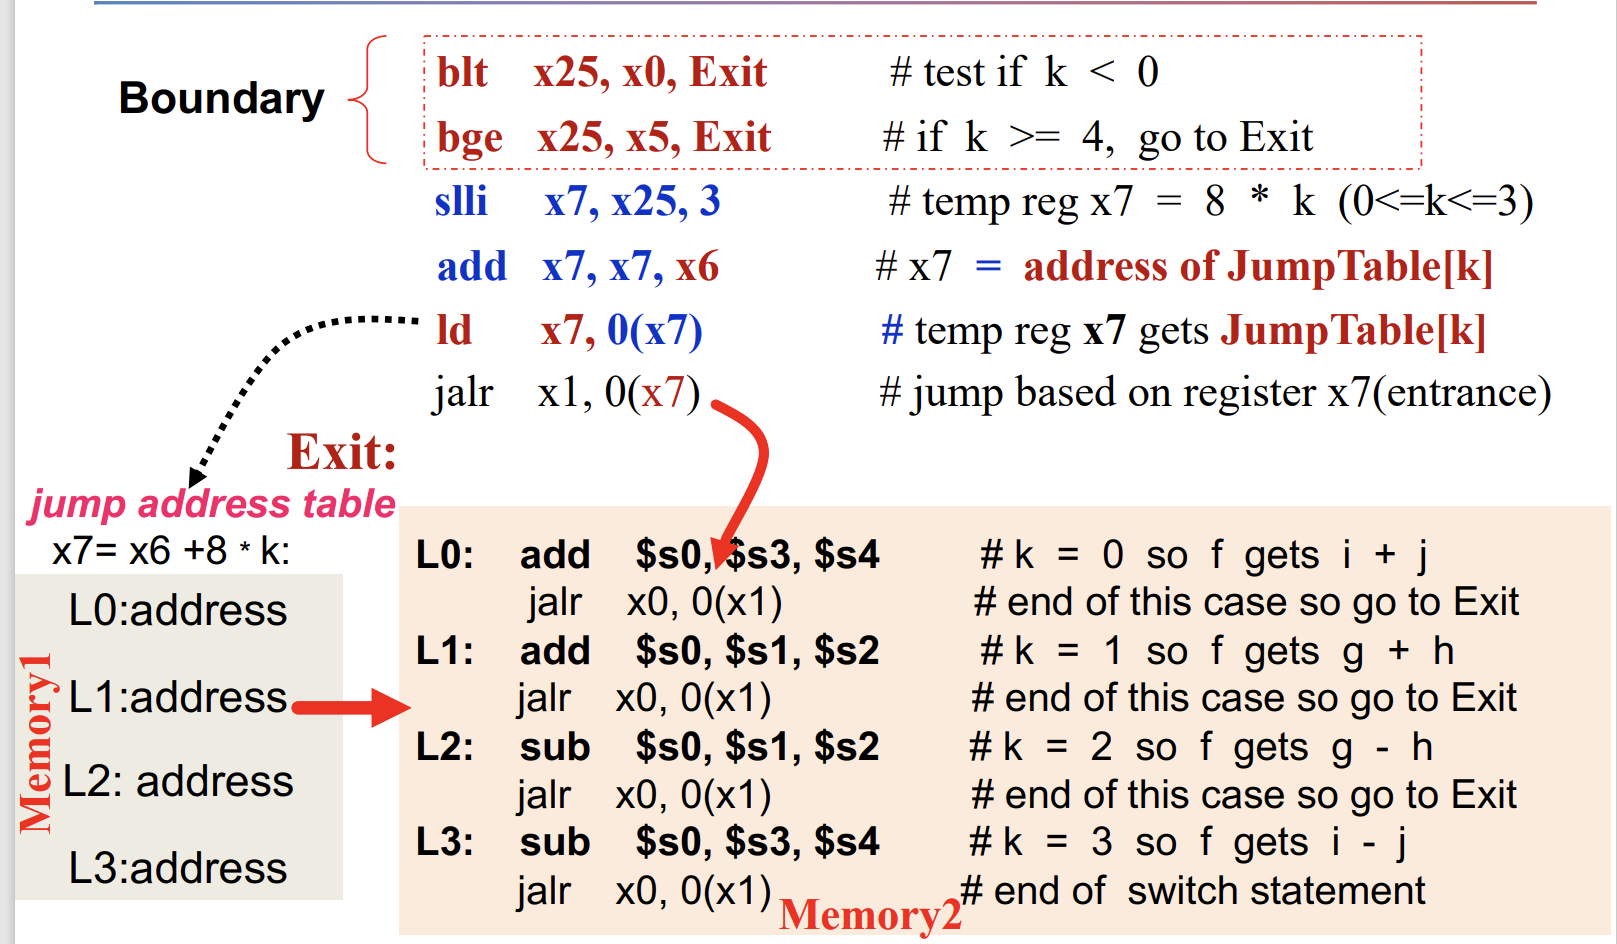 Boundary
blt x25, x0, Exit # test if k < 0
bge x25, x5, Exit # if k >= 4, go to Exit
slli x7, x25, 3 # temp reg x7 = 8 * k (0<=k<=3)
add x7, x7, x6 # x7 = address of JumpTable[k]
ld x7, 0(x7) # temp reg x7 gets JumpTable[k]
jalr x1, 0(x7) # jump based on register x7(entrance)
Exit:
jump address table
x7= x6 +8 * k:
L0:address
L1:address
L2: address
L3:address
Memory1
L0: add $s0, $s3, $s4 # k = 0 so f gets i + j
jalr x0, 0(x1) # end of this case so go to Exit
L1: add $s0, $s1, $s2 # k = 1 so f gets g + h
jalr x0, 0(x1) # end of this case so go to Exit
L2: sub $s0, $s1, $s2 # k = 2 so f gets g - h
jalr x0, 0(x1) # end of this case so go to Exit
L3: sub $s0, $s3, $s4 # k = 3 so f gets i - j
jalr x0, 0(x1) # end of switch statement
Memory2